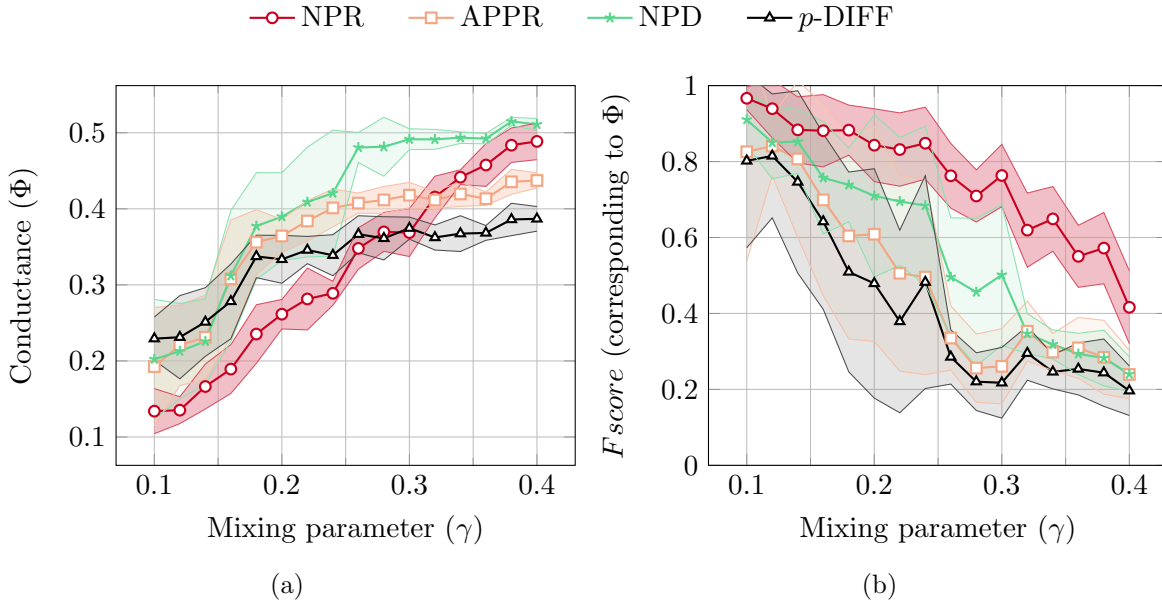 NPR APPR NPD p-DIFF
Conductance (Φ)
0.5
0.4
0.3
0.2
0.1
0.1 0.2 0.3 0.4
Mixing parameter (γ)
(a)
Fscore (corresponding to Φ)
1
0.8
0.6
0.4
0.2
0
0.1 0.2 0.3 0.4
Mixing parameter (γ)
(b)